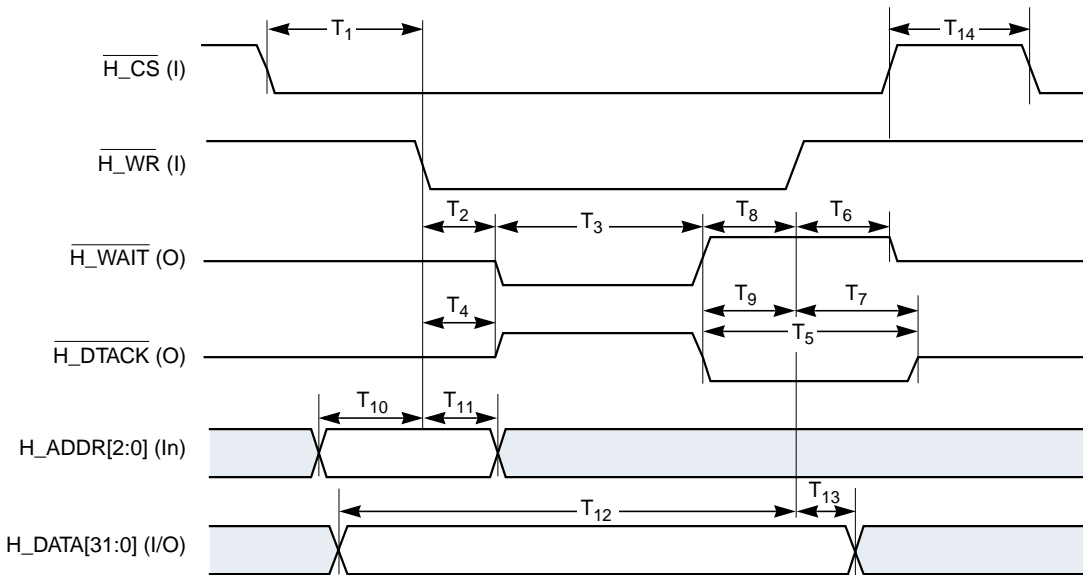 T1 T14
H_CS (I)
H_WR (I)
T2 T3 T8 T6
H_WAIT (O)
T4 T9 T7
T5
H_DTACK (O)
T10 T11
H_ADDR[2:0] (In)
T12 T13
H_DATA[31:0] (I/O)